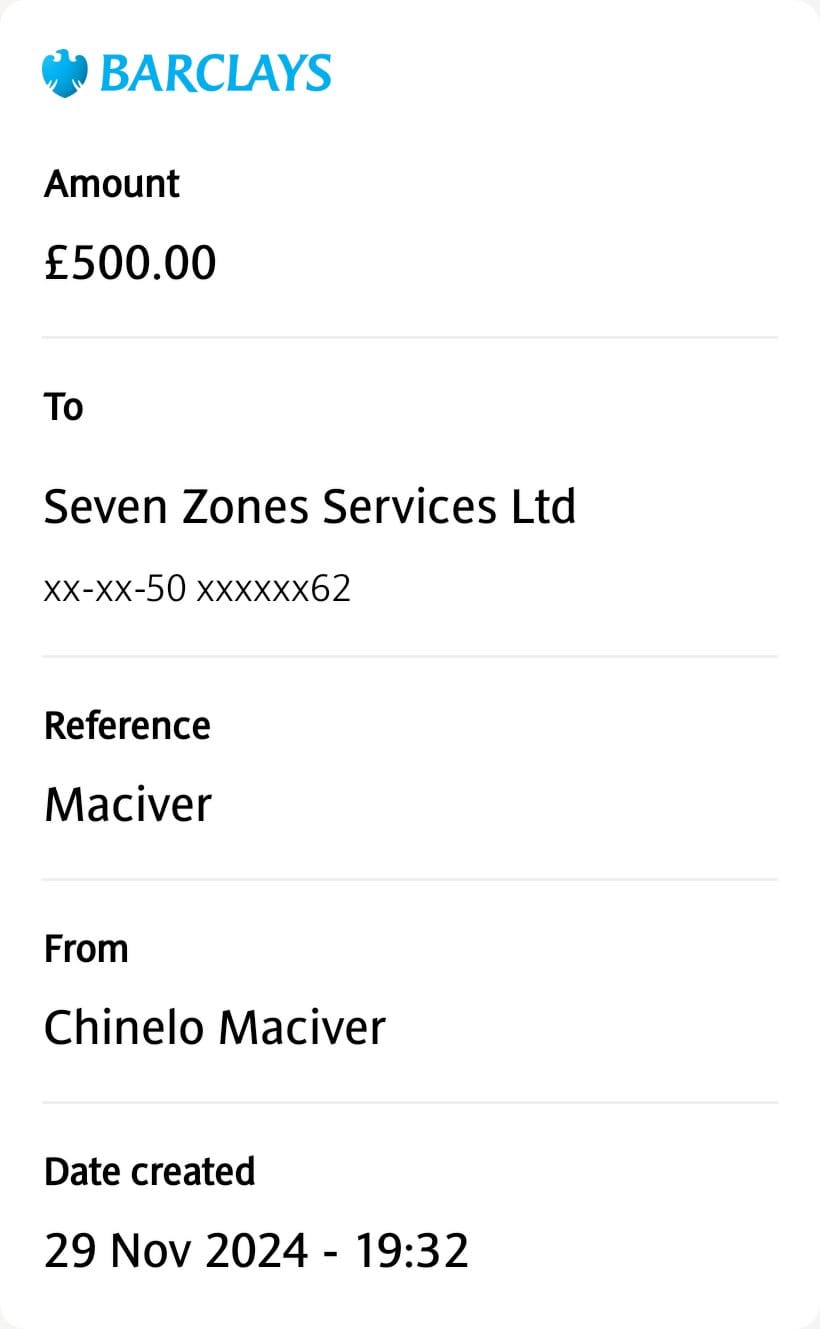 BARCLAYS
Amount
£500.00
To
Seven Zones Services Ltd
xx-xx-50 xxxxxx62
Reference
Maciver
From
Chinelo Maciver
Date created
29 Nov 2024 - 19:32